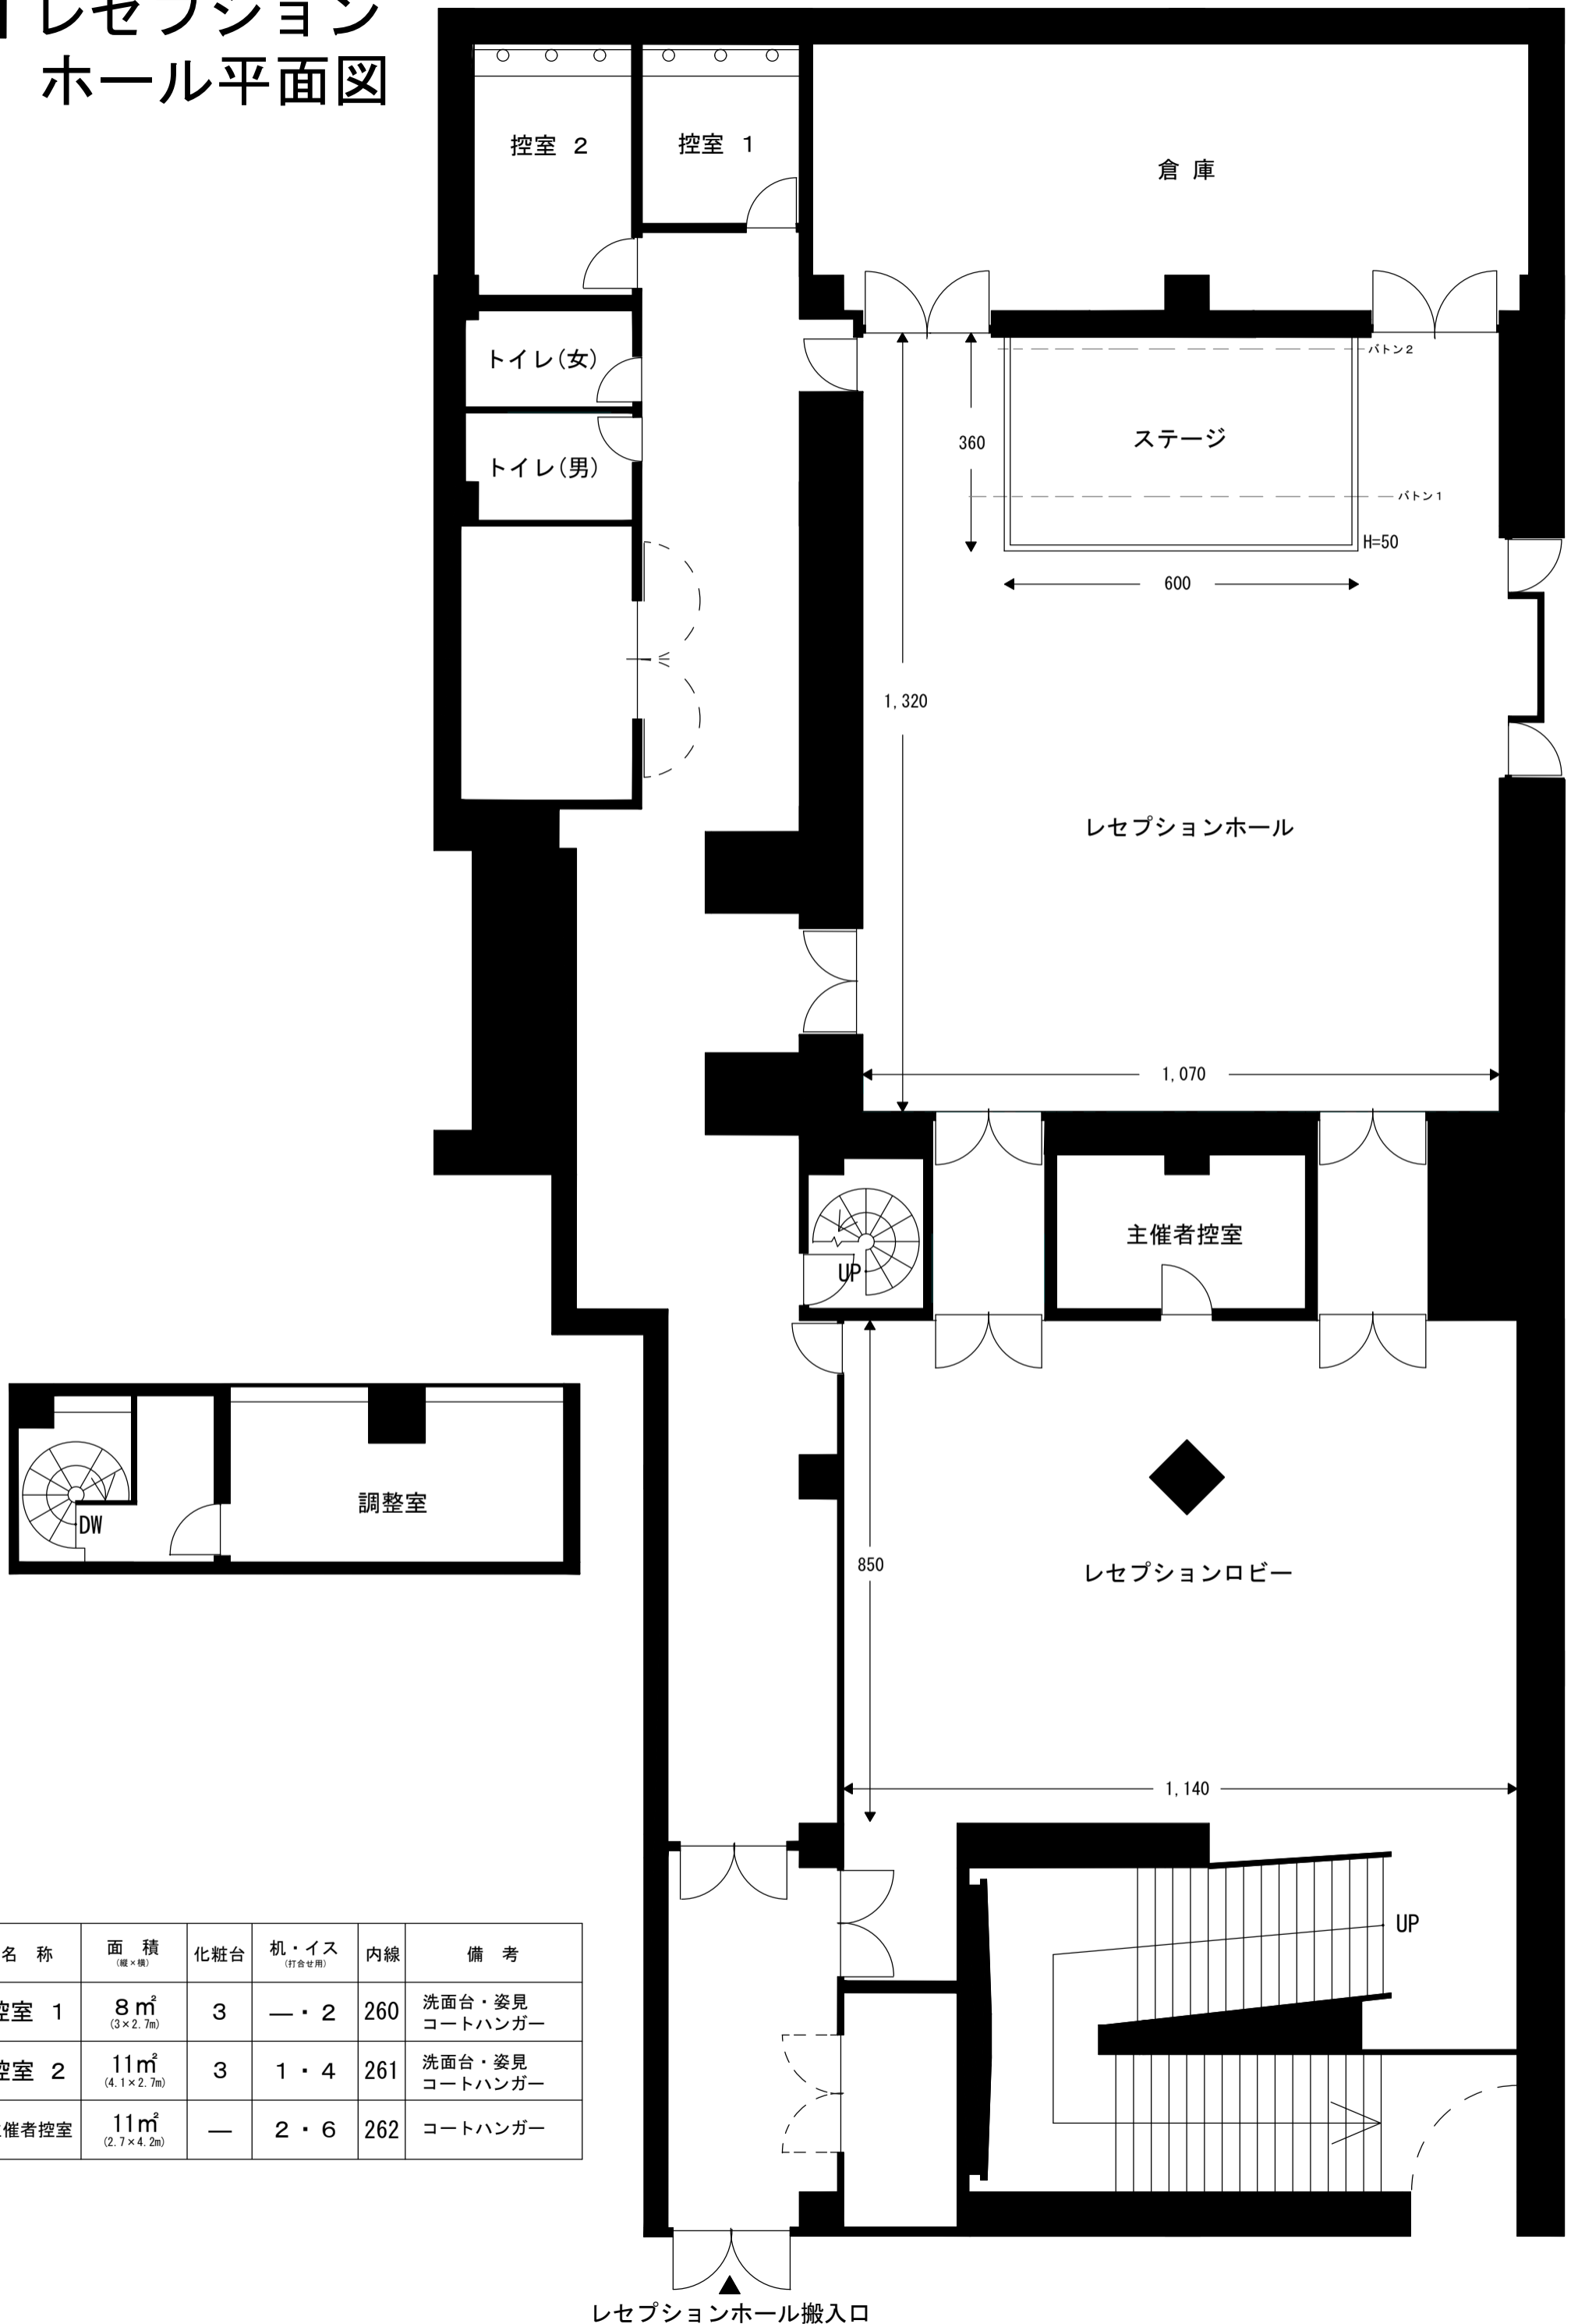 レセプション
ホール平面図
控室 2
控室 1
倉 庫
トイレ(女)
バトン2
360
ステージ
トイレ(男)
バトン1
H=50
600
1,320
レセプションホール
1,070
主催者控室
UP
調整室
DW
850
レセプションロビー
1,140
UP
名 称 面 積 (縦×横) 化粧台 机・イス (打合せ用) 内線 備 考
控室 1 8㎡ (3×2.7m) 3 ―・2 260 洗面台・姿見 コートハンガー
控室 2 11㎡ (4.1×2.7m) 3 1・4 261 洗面台・姿見 コートハンガー
催者控室 11㎡ (2.7×4.2m) ― 2・6 262 コートハンガー
レセプションホール搬入口